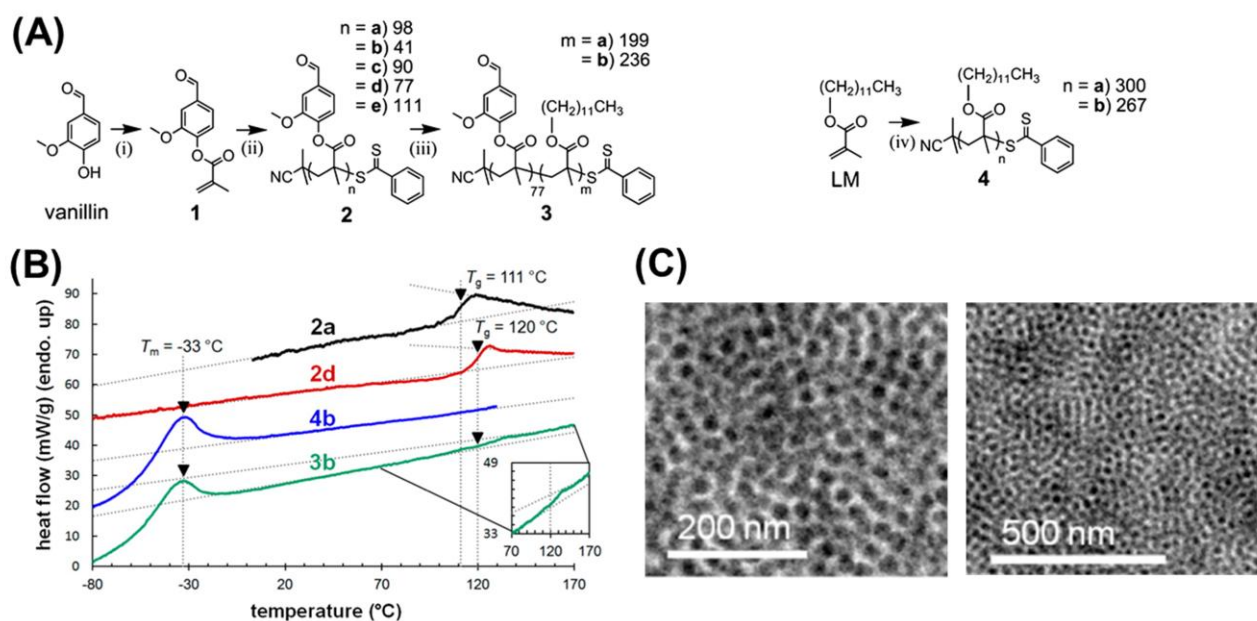 (A)
n = a) 98
= b) 41
= c) 90
= d) 77
= e) 111
m = a) 199
= b) 236
n = a) 300
= b) 267
O
O
OH
(i)
O
O
O
O
(ii)
O
O
O
O
NC
n
S
S
(iii)
O
O
O
O
NC
77
(CH2)11CH3
O
O
m
S
S
(CH2)11CH3
O
O
(iv)
(CH2)11CH3
O
O
NC
n
S
S
vanillin
1
2
3
LM
4
(B)
heat flow (mW/g) (endo. up)
90
80
70
60
50
40
30
20
10
0
-80
-30
20
70
120
170
temperature (°C)
Tg = 111 °C
Tg = 120 °C
Tm = -33 °C
2a
2d
4b
3b
49
33
70
120
170
(C)
200 nm
500 nm